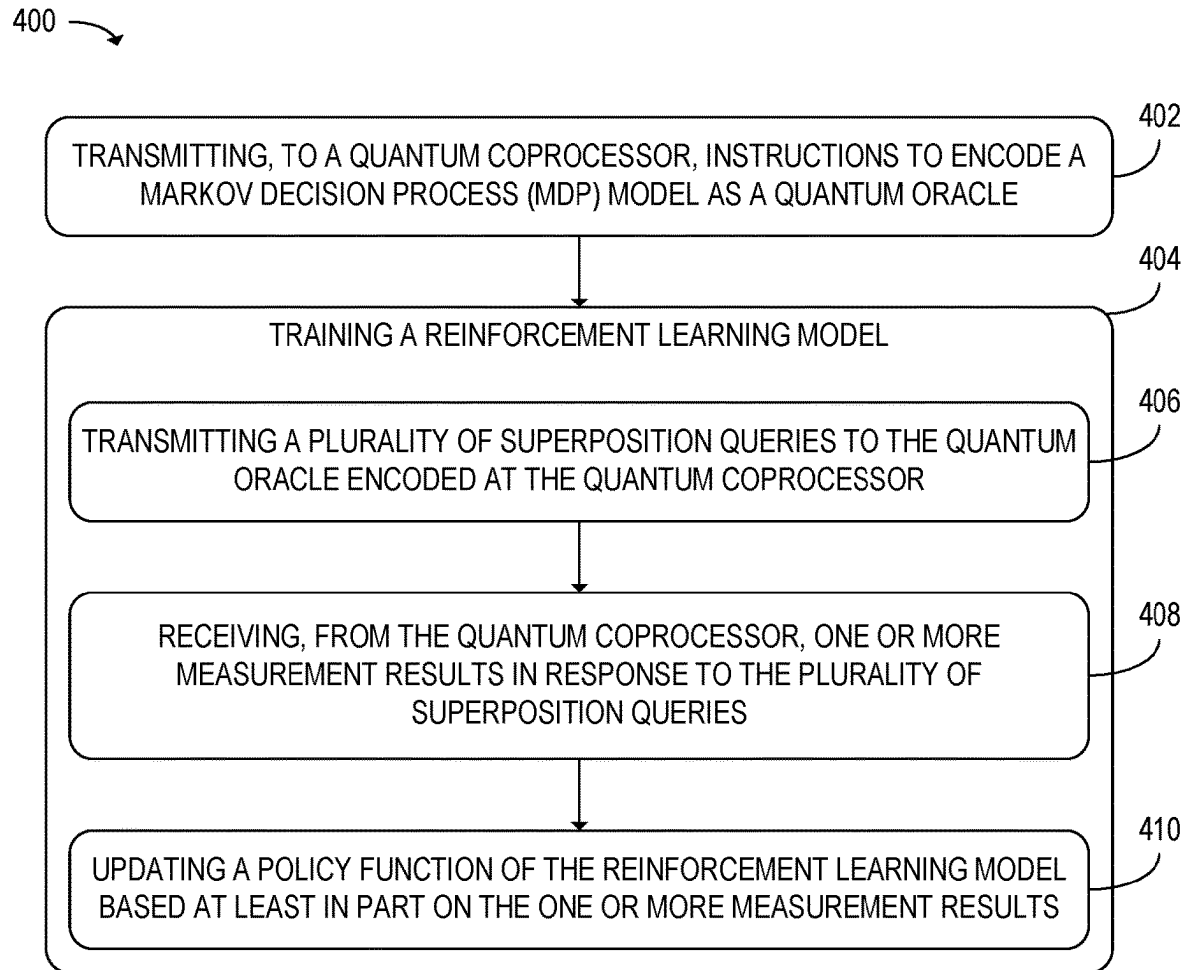 400
402
TRANSMITTING, TO A QUANTUM COPROCESSOR, INSTRUCTIONS TO ENCODE A
MARKOV DECISION PROCESS (MDP) MODEL AS A QUANTUM ORACLE
404
TRAINING A REINFORCEMENT LEARNING MODEL
406
TRANSMITTING A PLURALITY OF SUPERPOSITION QUERIES TO THE QUANTUM
ORACLE ENCODED AT THE QUANTUM COPROCESSOR
408
RECEIVING, FROM THE QUANTUM COPROCESSOR, ONE OR MORE
MEASUREMENT RESULTS IN RESPONSE TO THE PLURALITY OF
SUPERPOSITION QUERIES
410
UPDATING A POLICY FUNCTION OF THE REINFORCEMENT LEARNING MODEL
BASED AT LEAST IN PART ON THE ONE OR MORE MEASUREMENT RESULTS